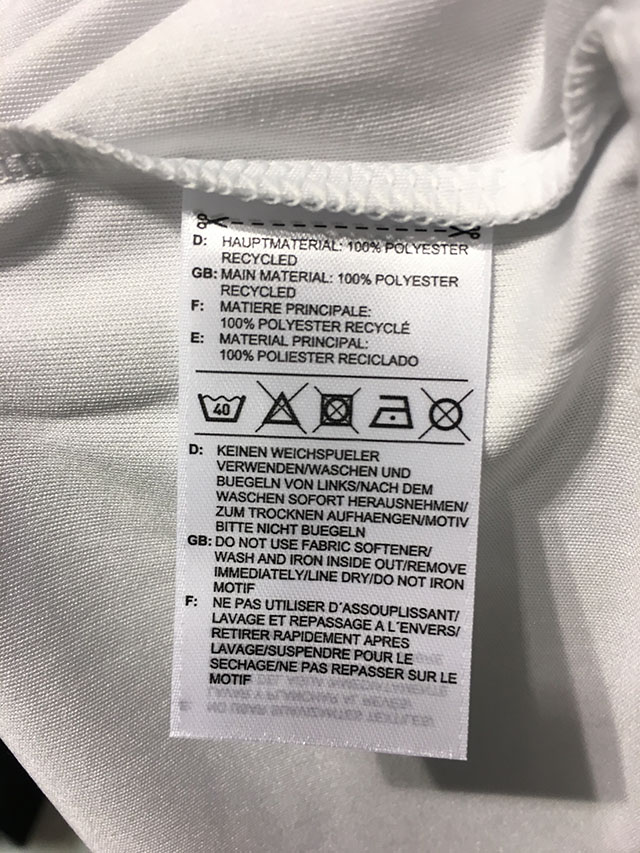 D: HAUPTMATERIAL: 100% POLYESTER
RECYCLED
GB: MAIN MATERIAL: 100% POLYESTER
RECYCLED
F: MATIERE PRINCIPALE:
100% POLYESTER RECYCLÉ
E: MATERIAL PRINCIPAL:
100% POLIESTER RECICLADO
40
D: KEINEN WEICHSPUELER
VERWENDEN/WASCHEN UND
BUEGELN VON LINKS/NACH DEM
WASCHEN SOFORT HERAUSNEHMEN/
ZUM TROCKNEN AUFHAENGEN/MOTIV
BITTE NICHT BUEGELN
GB: DO NOT USE FABRIC SOFTENER/
WASH AND IRON INSIDE OUT/REMOVE
IMMEDIATELY/LINE DRY/DO NOT IRON
MOTIF
F: NE PAS UTILISER D´ASSOUPLISSANT/
LAVAGE ET REPASSAGE A L´ENVERS/
RETIRER RAPIDEMENT APRES
LAVAGE/SUSPENDRE POUR LE
SECHAGE/NE PAS REPASSER SUR LE
MOTIF